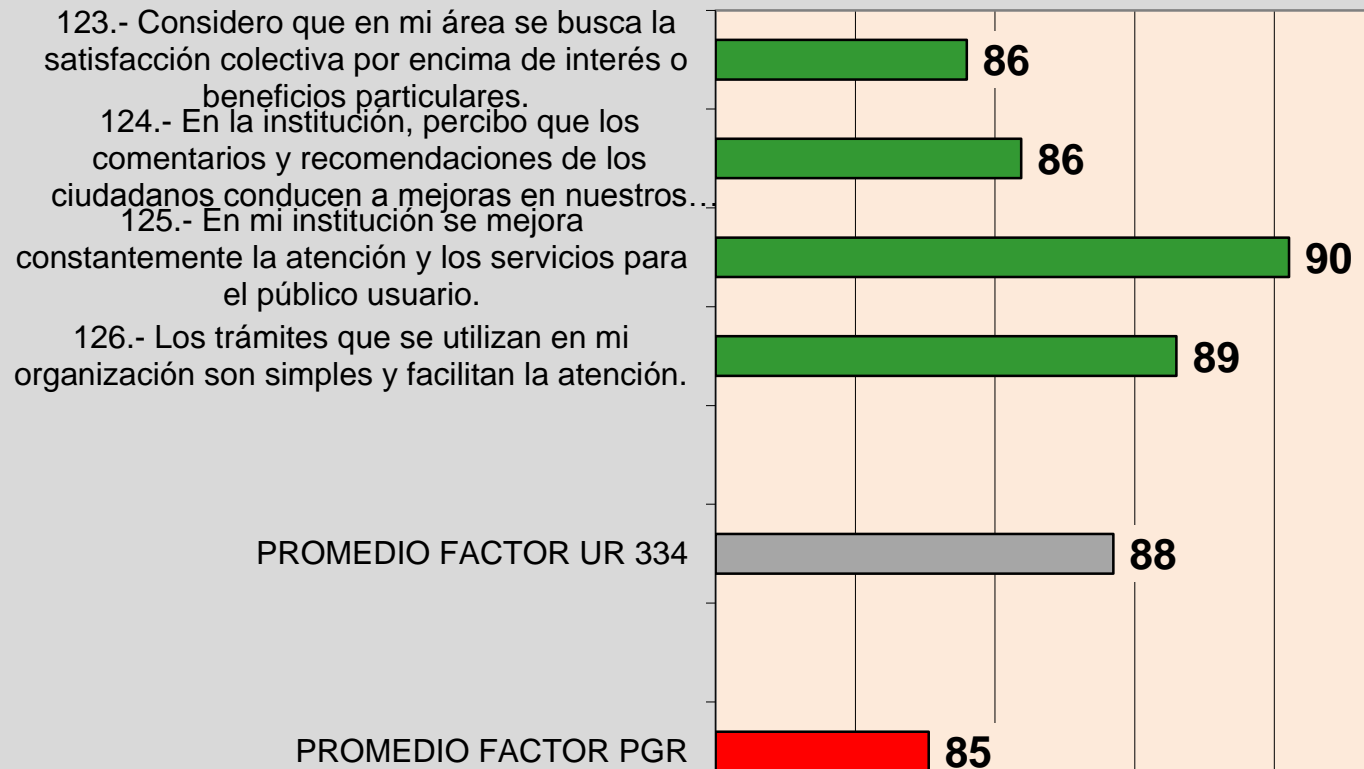 123.- Considero que en mi área se busca la
satisfacción colectiva por encima de interés o
beneficios particulares.
86
124.- En la institución, percibo que los
comentarios y recomendaciones de los
ciudadanos conducen a mejoras en nuestros…
86
125.- En mi institución se mejora
constantemente la atención y los servicios para
el público usuario.
90
126.- Los trámites que se utilizan en mi
organización son simples y facilitan la atención.
89
PROMEDIO FACTOR UR 334
88
PROMEDIO FACTOR PGR
85